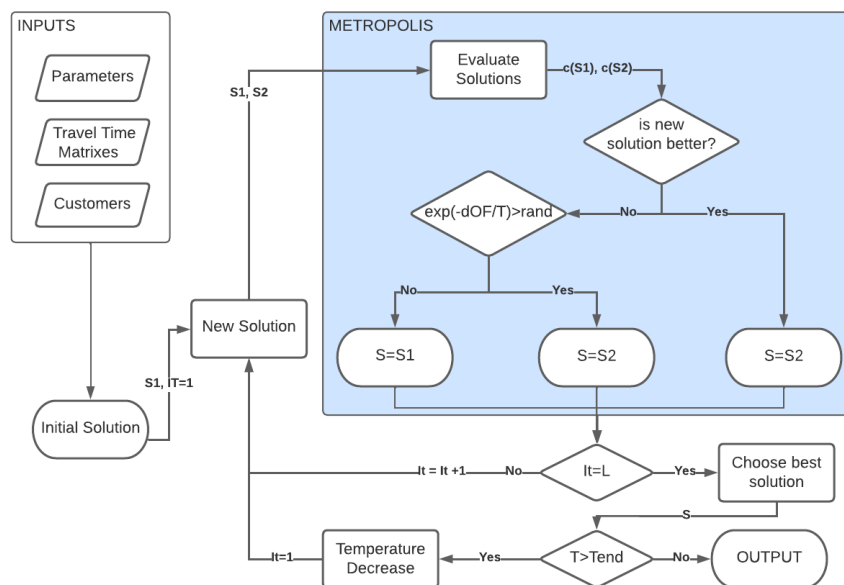 INPUTS
METROPOLIS
Parameters
Travel Time
Matrixes
Customers
Evaluate
Solutions
c(S1), c(S2)
S1, S2
is new
solution better?
exp(-dOF/T)>rand
No
Yes
No
Yes
New Solution
S=S1
S=S2
S=S2
S1, IT=1
Initial Solution
It = It +1
No
It=L
Yes
Choose best
solution
S
It=1
Temperature
Decrease
Yes
T>Tend
No
OUTPUT